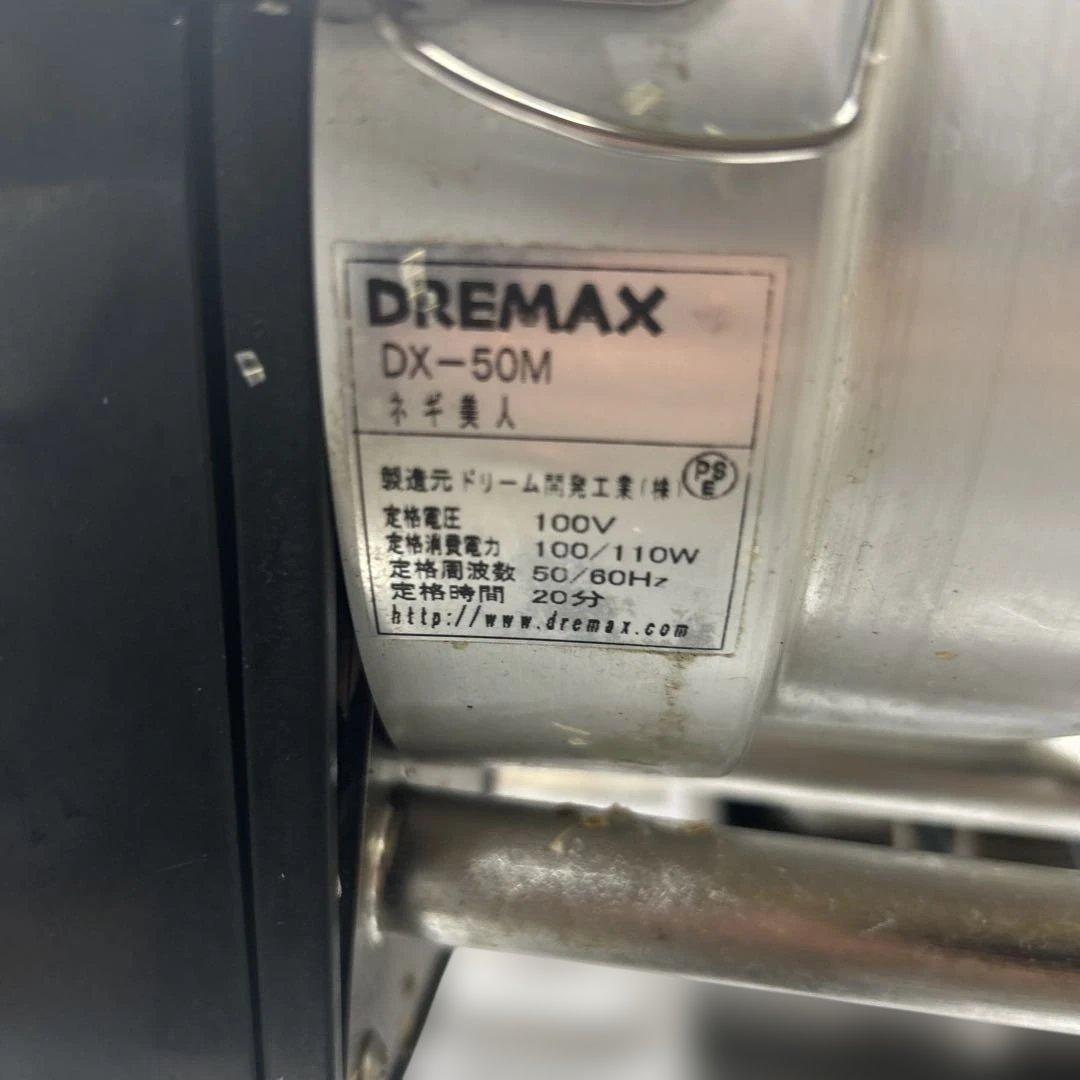 DREMAX
DX-50M
ネギ美人
製造元 ドリーム開発工業(株) PSE
定格電圧 100V
定格消費電力 100/110W
定格周波数 50/60Hz
定格時間 20分
http://www.dremax.com